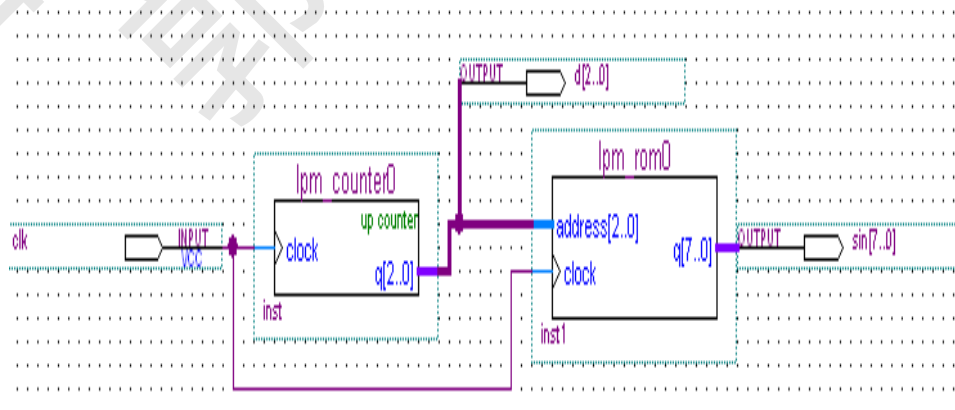 OUTPUT
d[2..0]
lpm_counter0
up counter
clock
q[2..0]
inst
clk
INPUT
VCC
lpm_rom0
address[2..0]
q[7..0]
clock
inst1
OUTPUT
sin[7..0]